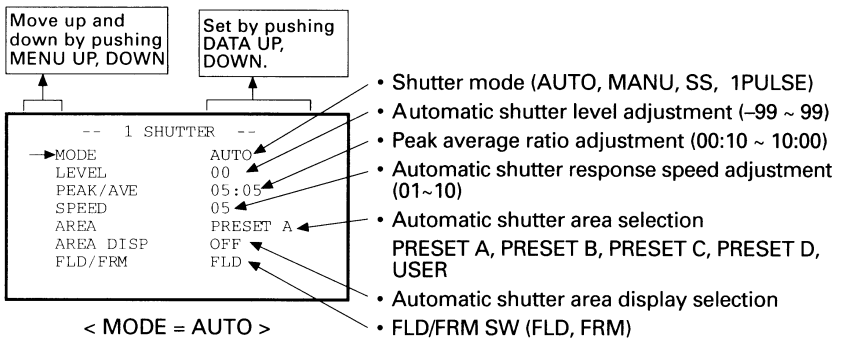 Move up and
down by pushing
MENU UP, DOWN
Set by pushing
DATA UP,
DOWN.
-- 1 SHUTTER --
MODE AUTO
LEVEL 00
PEAK/AVE 05:05
SPEED 05
AREA PRESET A
AREA DISP OFF
FLD/FRM FLD
< MODE = AUTO >
• Shutter mode (AUTO, MANU, SS, 1PULSE)
• Automatic shutter level adjustment (–99 ~ 99)
• Peak average ratio adjustment (00:10 ~ 10:00)
• Automatic shutter response speed adjustment
(01~10)
• Automatic shutter area selection
PRESET A, PRESET B, PRESET C, PRESET D,
USER
• Automatic shutter area display selection
• FLD/FRM SW (FLD, FRM)